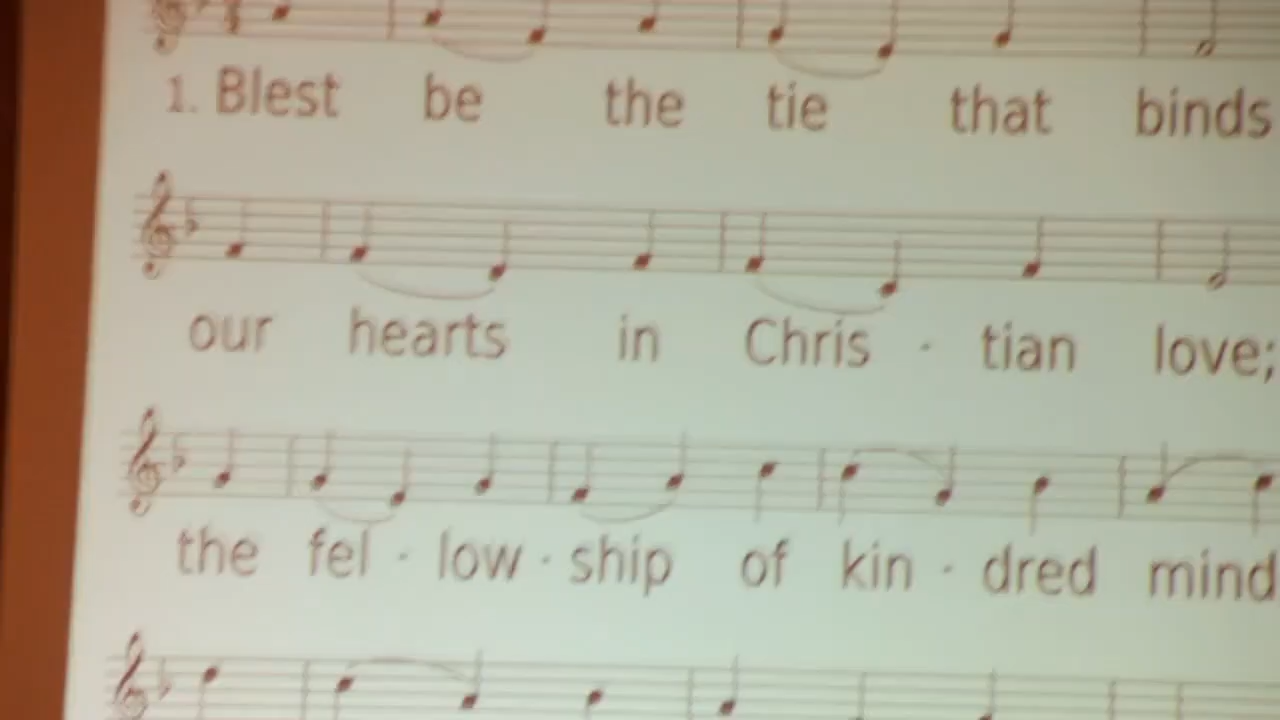 1. Blest be the tie that binds
our hearts in Chris - tian love;
the fel - low - ship of kin - dred mind